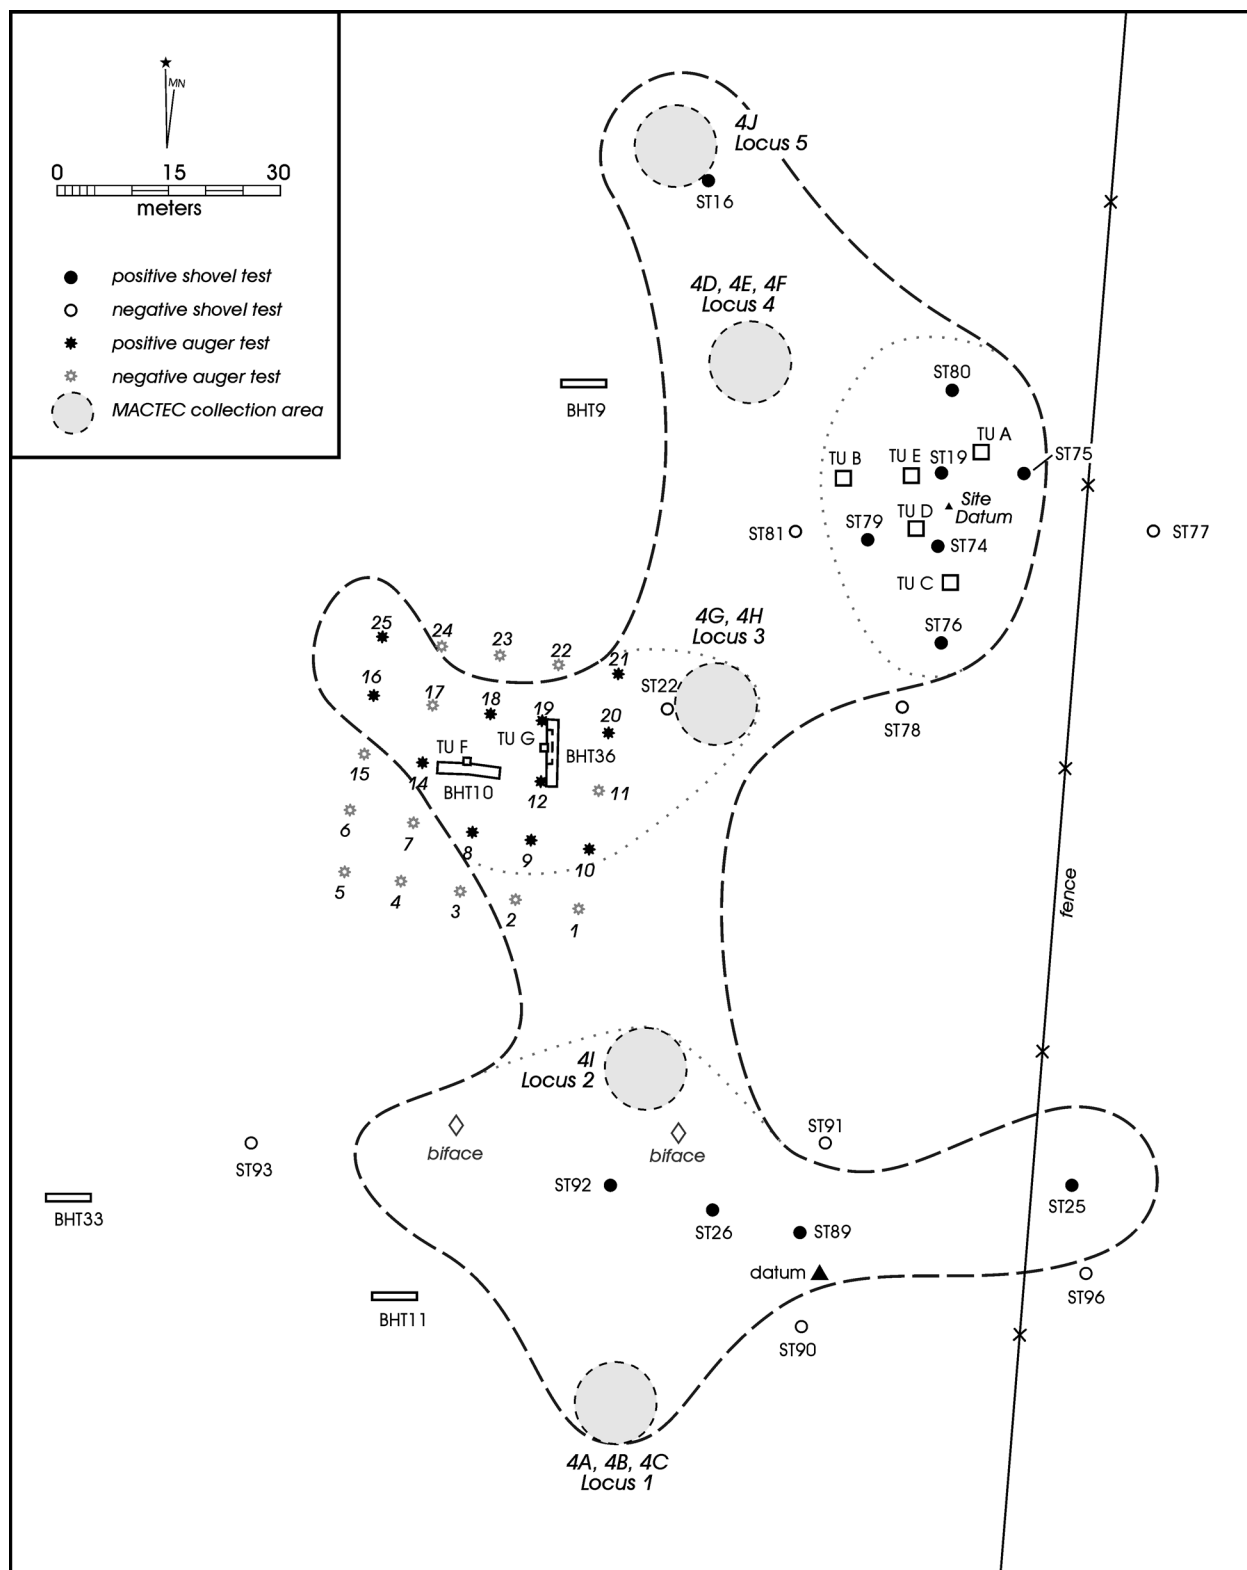 MN
0 15 30
meters
positive shovel test
negative shovel test
positive auger test
negative auger test
MACTEC collection area
4J
Locus 5
ST16
4D, 4E, 4F
Locus 4
BHT9
ST80
TU A
TU B
TU E
ST19
ST75
Site
Datum
TU D
ST79
ST81
ST74
ST77
TU C
ST76
4G, 4H
Locus 3
25
24
23
22
21
16
17
18
19
ST22
20
ST78
TU F
TU G
BHT36
15
14
BHT10
12
11
6
7
8
9
10
5
4
3
2
1
fence
4I
Locus 2
biface
biface
ST91
ST93
ST92
ST25
BHT33
ST26
ST89
datum
ST96
BHT11
ST90
4A, 4B, 4C
Locus 1